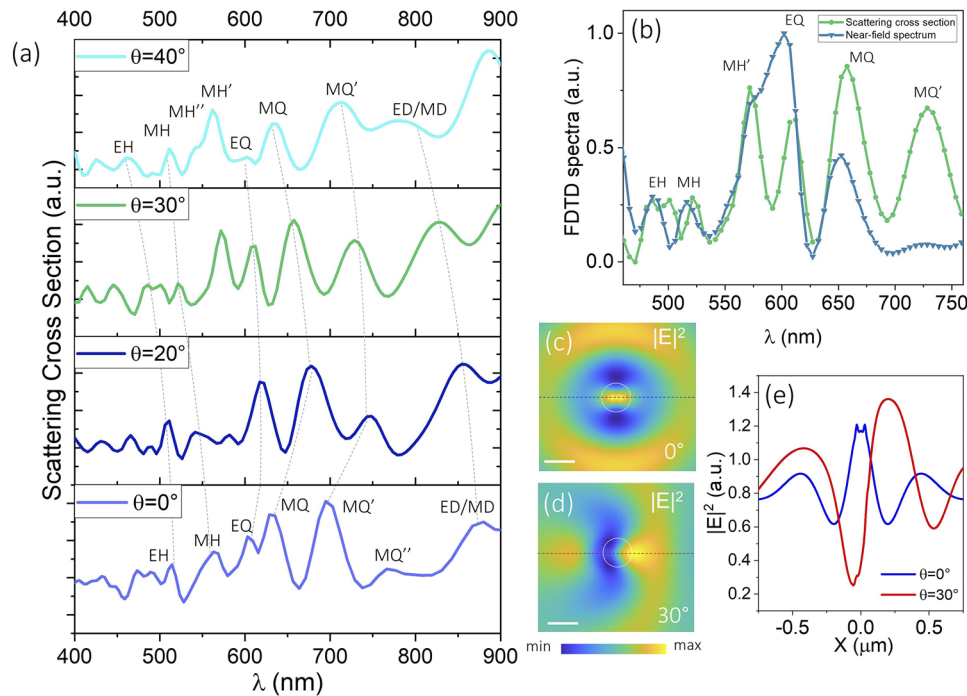 400 500 600 700 800 900
(a)
θ=40°
EH
MH
MH''
MH'
EQ
MQ
MQ'
ED/MD
θ=30°
θ=20°
θ=0°
EH
MH
EQ
MQ
MQ'
MQ''
ED/MD
Scattering Cross Section (a.u.)
400 500 600 700 800 900
λ (nm)
(b)
EQ
Scattering cross section
Near-field spectrum
MH'
MQ
MQ'
EH
MH
1.0
0.5
0.0
FDTD spectra (a.u.)
500 550 600 650 700 750
λ (nm)
(c)
|E|²
0°
(d)
|E|²
30°
min max
(e)
1.4
1.2
1.0
0.8
0.6
0.4
0.2
|E|² (a.u.)
θ=0°
θ=30°
-0.5 0.0 0.5
X (μm)